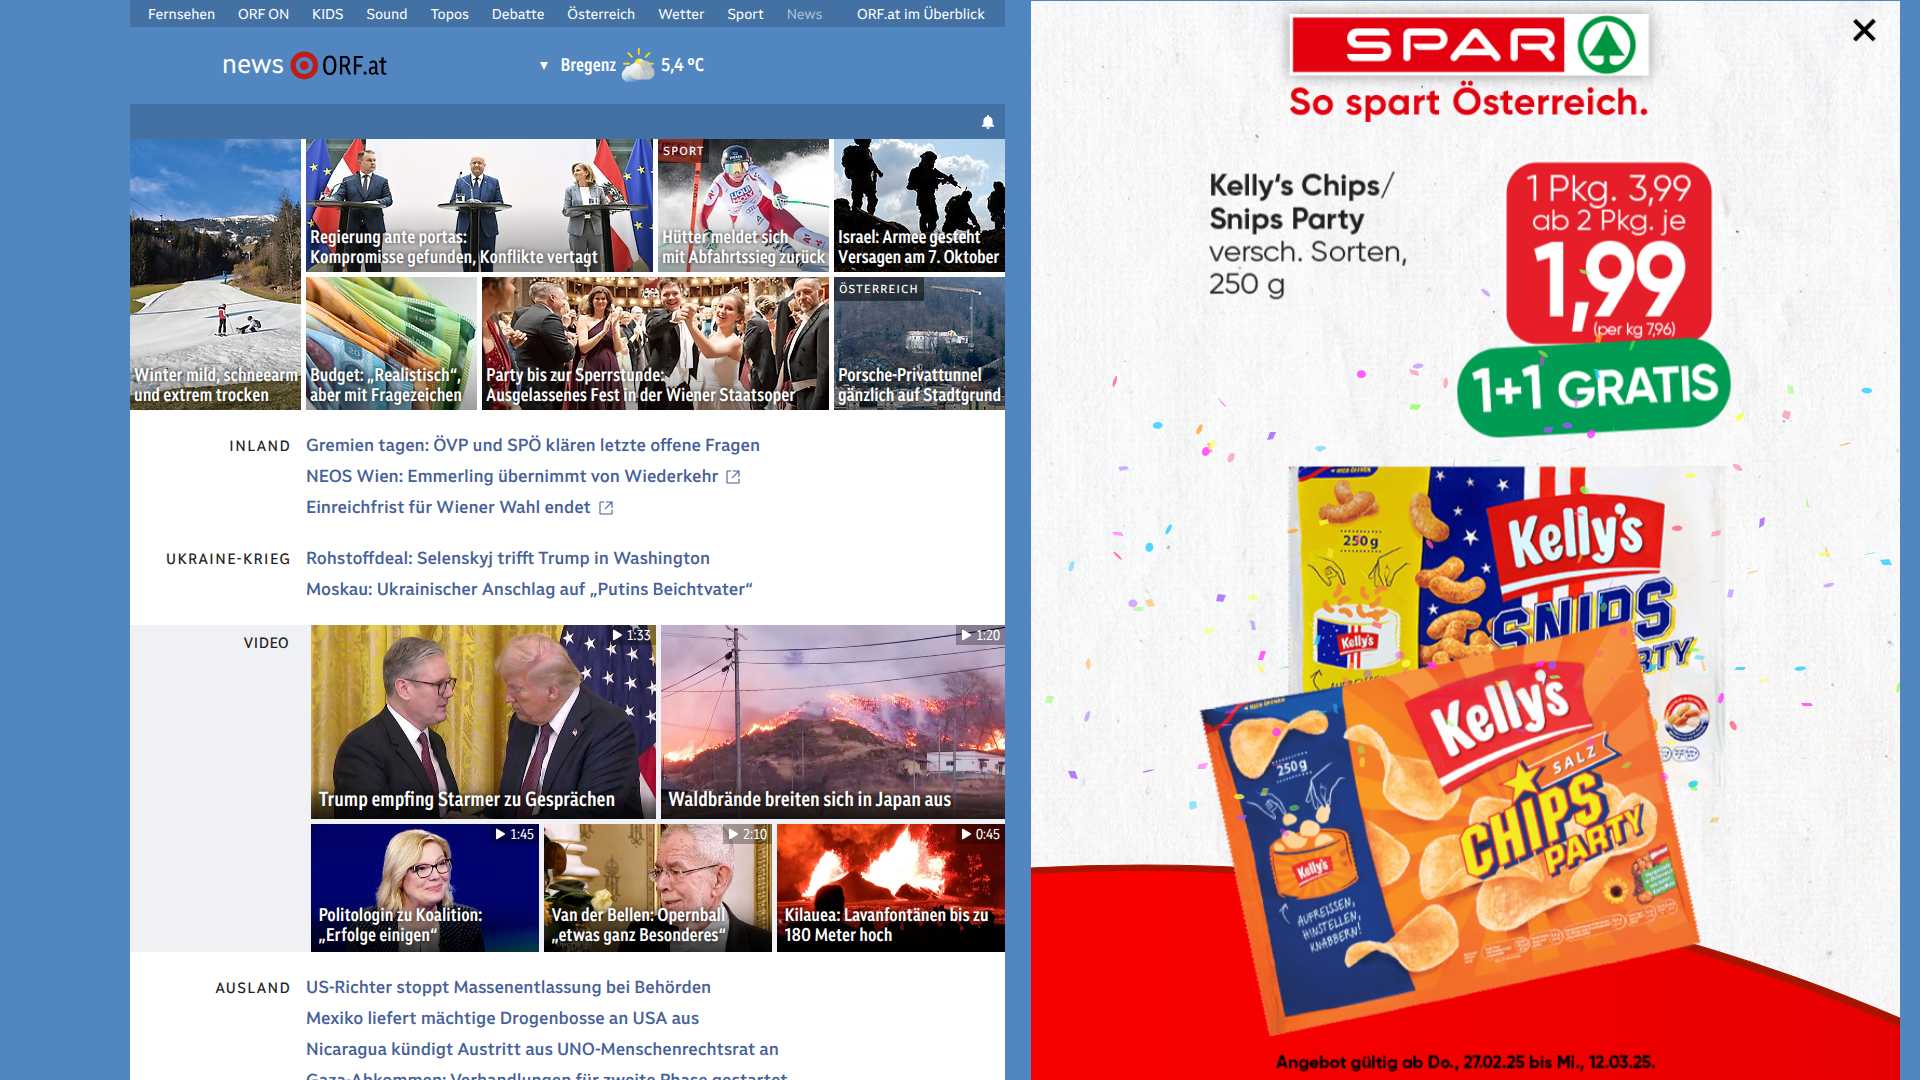 Fernsehen ORF ON KIDS Sound Topos Debatte Österreich Wetter Sport News ORF.at im Überblick
news ORF.at
Bregenz 5,4 °C
Winter mild, schneearm
und extrem trocken
Regierung ante portas:
Kompromisse gefunden, Konflikte vertagt
SPORT
Hütter meldet sich
mit Abfahrtssieg zurück
Israel: Armee gesteht
Versagen am 7. Oktober
Budget: „Realistisch“,
aber mit Fragezeichen
Party bis zur Sperrstunde:
Ausgelassenes Fest in der Wiener Staatsoper
ÖSTERREICH
Porsche-Privattunnel
gänzlich auf Stadtgrund
INLAND
Gremien tagen: ÖVP und SPÖ klären letzte offene Fragen
NEOS Wien: Emmerling übernimmt von Wiederkehr
Einreichfrist für Wiener Wahl endet
UKRAINE-KRIEG
Rohstoffdeal: Selenskyj trifft Trump in Washington
Moskau: Ukrainischer Anschlag auf „Putins Beichtvater“
VIDEO
1:33
Trump empfing Starmer zu Gesprächen
1:20
Waldbrände breiten sich in Japan aus
1:45
Politologin zu Koalition:
„Erfolge einigen“
2:10
Van der Bellen: Opernball
„etwas ganz Besonderes“
0:45
Kilauea: Lavanfontänen bis zu
180 Meter hoch
AUSLAND
US-Richter stoppt Massenentlassung bei Behörden
Mexiko liefert mächtige Drogenbosse an USA aus
Nicaragua kündigt Austritt aus UNO-Menschenrechtsrat an
Gaza-Abkommen: Verhandlungen für zweite Phase gestartet
SPAR
So spart Österreich.
Kelly's Chips/
Snips Party
versch. Sorten,
250 g
1 Pkg. 3,99
ab 2 Pkg. je
1,99
(per kg 7,96)
1+1 GRATIS
250g
Kelly's
Kelly's
SNIPS
PARTY
Kelly's
SALZ
CHIPS
PARTY
250g
Kelly's
AUFREISSEN,
HINSTELLEN,
KNABBERN!
Angebot gültig ab Do., 27.02.25 bis Mi., 12.03.25.